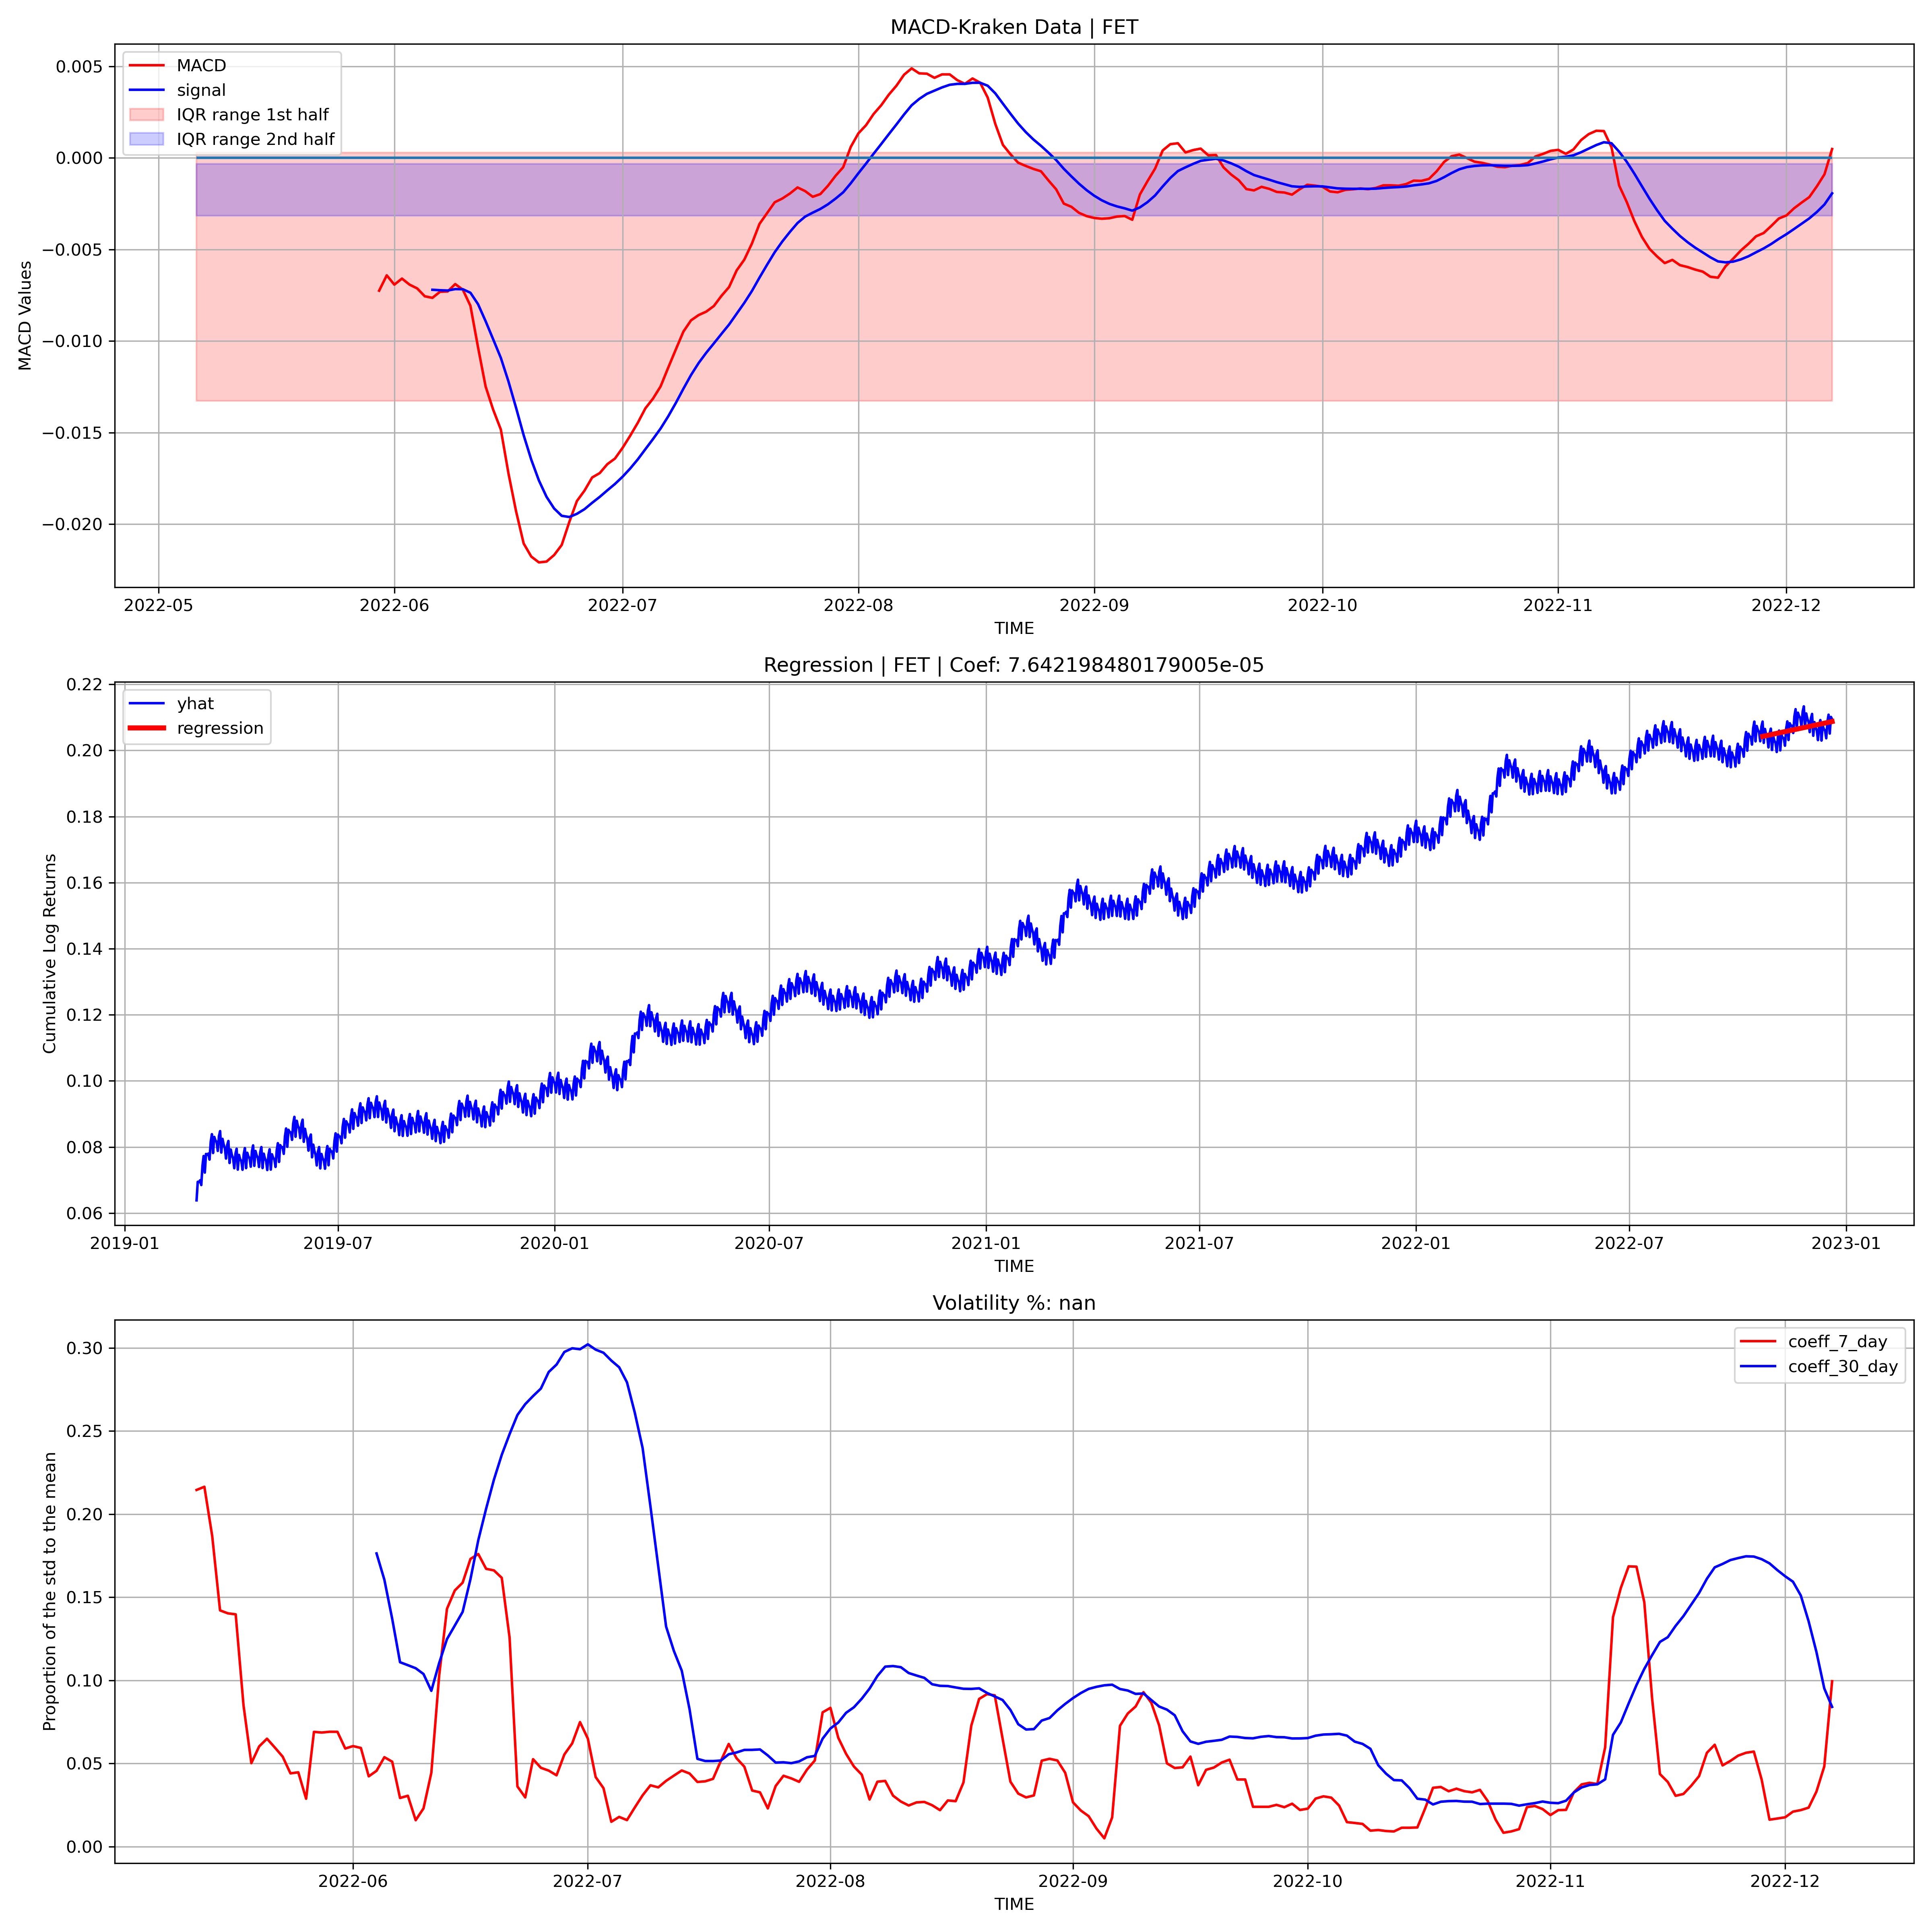 MACD-Kraken Data | FET
MACD
signal
IQR range 1st half
IQR range 2nd half
MACD Values
0.005
0.000
−0.005
−0.010
−0.015
−0.020
2022-05 2022-06 2022-07 2022-08 2022-09 2022-10 2022-11 2022-12
TIME
Regression | FET | Coef: 7.642198480179005e-05
yhat
regression
Cumulative Log Returns
0.22
0.20
0.18
0.16
0.14
0.12
0.10
0.08
0.06
2019-01 2019-07 2020-01 2020-07 2021-01 2021-07 2022-01 2022-07 2023-01
TIME
Volatility %: nan
coeff_7_day
coeff_30_day
Proportion of the std to the mean
0.30
0.25
0.20
0.15
0.10
0.05
0.00
2022-06 2022-07 2022-08 2022-09 2022-10 2022-11 2022-12
TIME